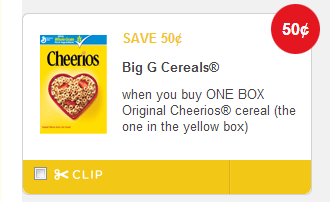 50¢
SAVE 50¢
Cheerios
Big G Cereals®
when you buy ONE BOX
Original Cheerios® cereal (the
one in the yellow box)
CLIP